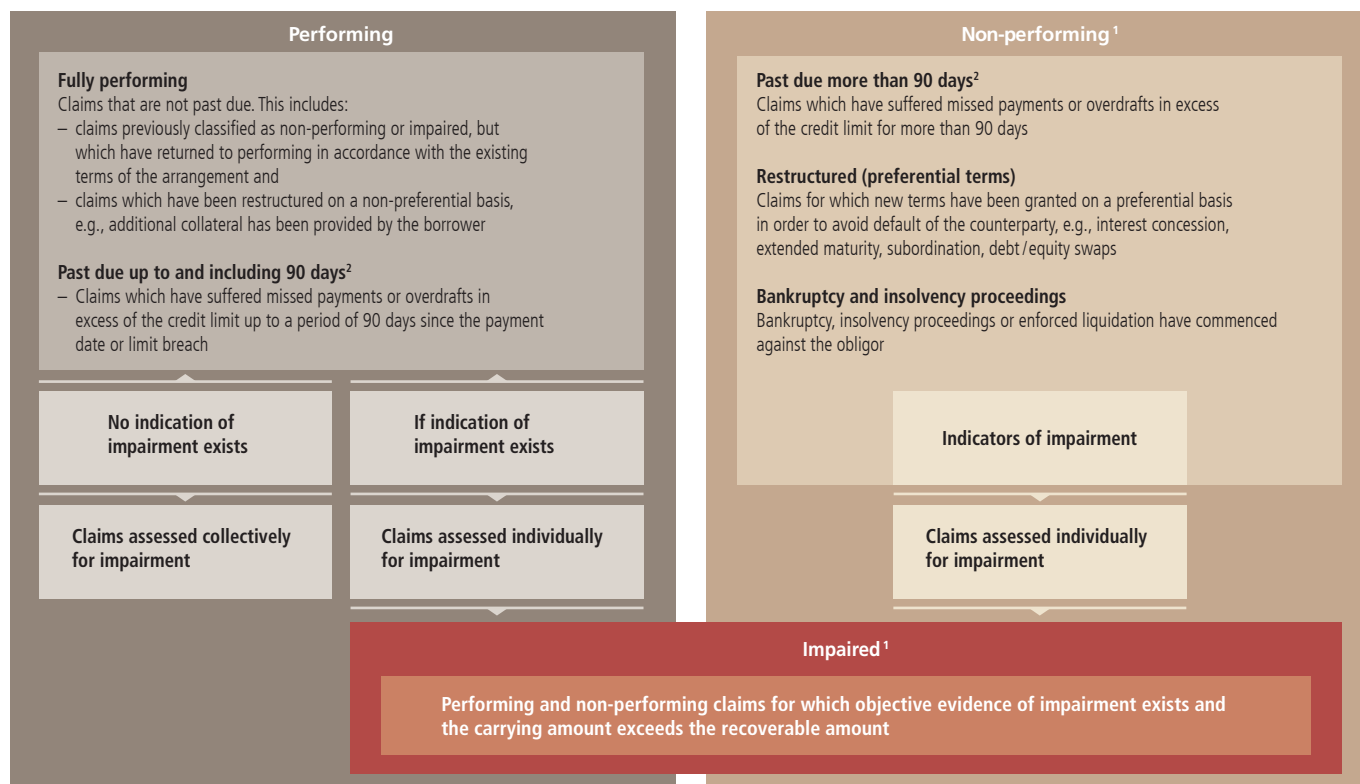 Performing
Fully performing
Claims that are not past due. This includes:
– claims previously classified as non-performing or impaired, but
which have returned to performing in accordance with the existing
terms of the arrangement and
– claims which have been restructured on a non-preferential basis,
e.g., additional collateral has been provided by the borrower
Past due up to and including 90 days²
– Claims which have suffered missed payments or overdrafts in
excess of the credit limit up to a period of 90 days since the payment
date or limit breach
No indication of
impairment exists
If indication of
impairment exists
Claims assessed collectively
for impairment
Claims assessed individually
for impairment
Non-performing¹
Past due more than 90 days²
Claims which have suffered missed payments or overdrafts in excess
of the credit limit for more than 90 days
Restructured (preferential terms)
Claims for which new terms have been granted on a preferential basis
in order to avoid default of the counterparty, e.g., interest concession,
extended maturity, subordination, debt/equity swaps
Bankruptcy and insolvency proceedings
Bankruptcy, insolvency proceedings or enforced liquidation have commenced
against the obligor
Indicators of impairment
Claims assessed individually
for impairment
Impaired¹
Performing and non-performing claims for which objective evidence of impairment exists and
the carrying amount exceeds the recoverable amount